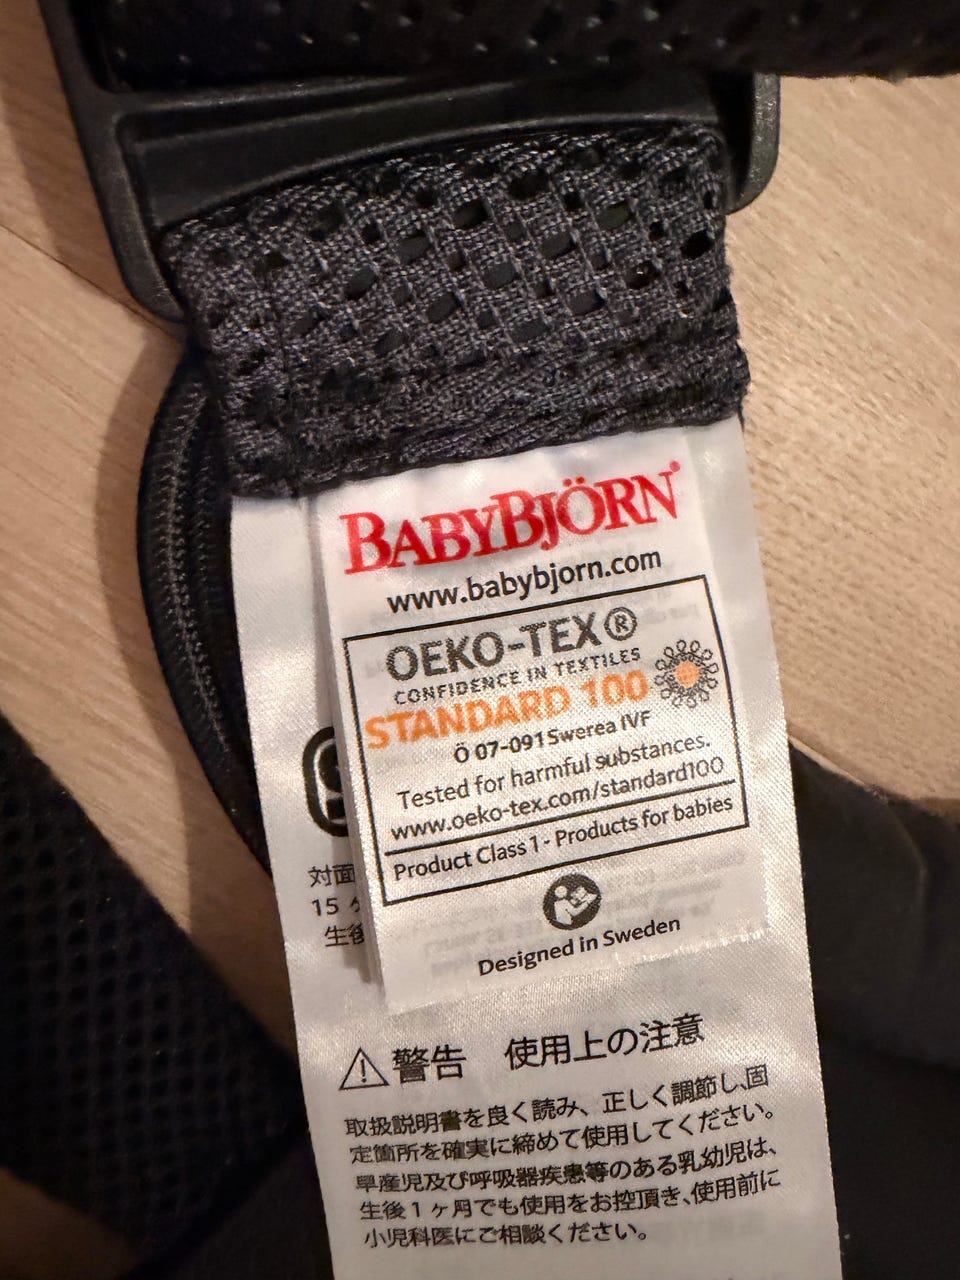 BABYBJÖRN®
www.babybjorn.com
OEKO-TEX®
CONFIDENCE IN TEXTILES
STANDARD 100
Ö 07-091 Swerea IVF
Tested for harmful substances.
www.oeko-tex.com/standard100
Product Class 1 - Products for babies
Designed in Sweden
対面
15 ヶ
生後
警告 使用上の注意
取扱説明書を良く読み、正しく調節し、固
定箇所を確実に締めて使用してください。
早産児及び呼吸器疾患等のある乳幼児は、
生後1ヶ月でも使用をお控頂き、使用前に
小児科医にご相談ください。